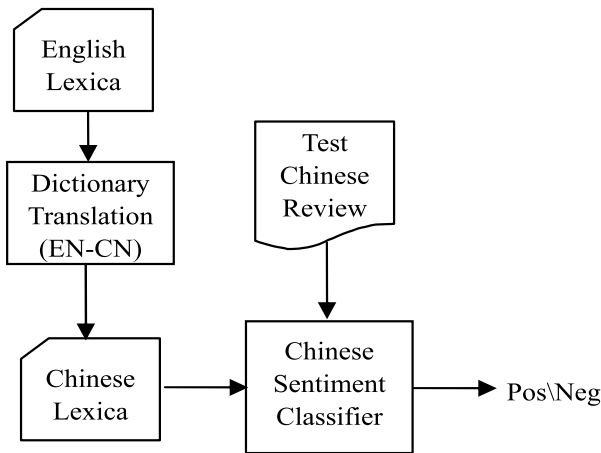 English
Lexica
Dictionary
Translation
(EN-CN)
Test
Chinese
Review
Chinese
Lexica
Chinese
Sentiment
Classifier
Pos\Neg